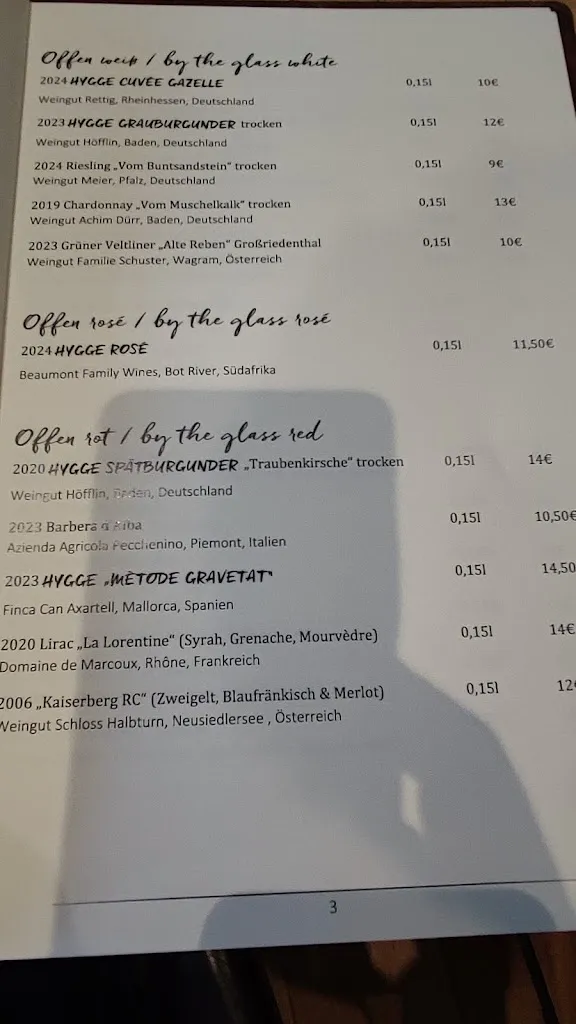 Offen weiß / by the glass white
2024 HYGGE CUVÉE GAZELLE 0,15l 10€
Weingut Rettig, Rheinhessen, Deutschland
2023 HYGGE GRAUBURGUNDER trocken 0,15l 12€
Weingut Höfflin, Baden, Deutschland
2024 Riesling „Vom Buntsandstein“ trocken 0,15l 9€
Weingut Meier, Pfalz, Deutschland
2019 Chardonnay „Vom Muschelkalk“ trocken 0,15l 13€
Weingut Achim Dürr, Baden, Deutschland
2023 Grüner Veltliner „Alte Reben“ Großriedenthal 0,15l 10€
Weingut Familie Schuster, Wagram, Österreich
Offen rosé / by the glass rosé
2024 HYGGE ROSÉ 0,15l 11,50€
Beaumont Family Wines, Bot River, Südafrika
Offen rot / by the glass red
2020 HYGGE SPÄTBURGUNDER „Traubenkirsche“ trocken 0,15l 14€
Weingut Höfflin, Baden, Deutschland
2023 Barbera d'Alba 0,15l 10,50€
Azienda Agricola Pecchenino, Piemont, Italien
2023 HYGGE „MÈTODE GRAVETAT“ 0,15l 14,50
Finca Can Axartell, Mallorca, Spanien
2020 Lirac „La Lorentine“ (Syrah, Grenache, Mourvèdre) 0,15l 14€
Domaine de Marcoux, Rhône, Frankreich
2006 „Kaiserberg RC“ (Zweigelt, Blaufränkisch & Merlot) 0,15l 12€
Weingut Schloss Halbturn, Neusiedlersee , Österreich
3